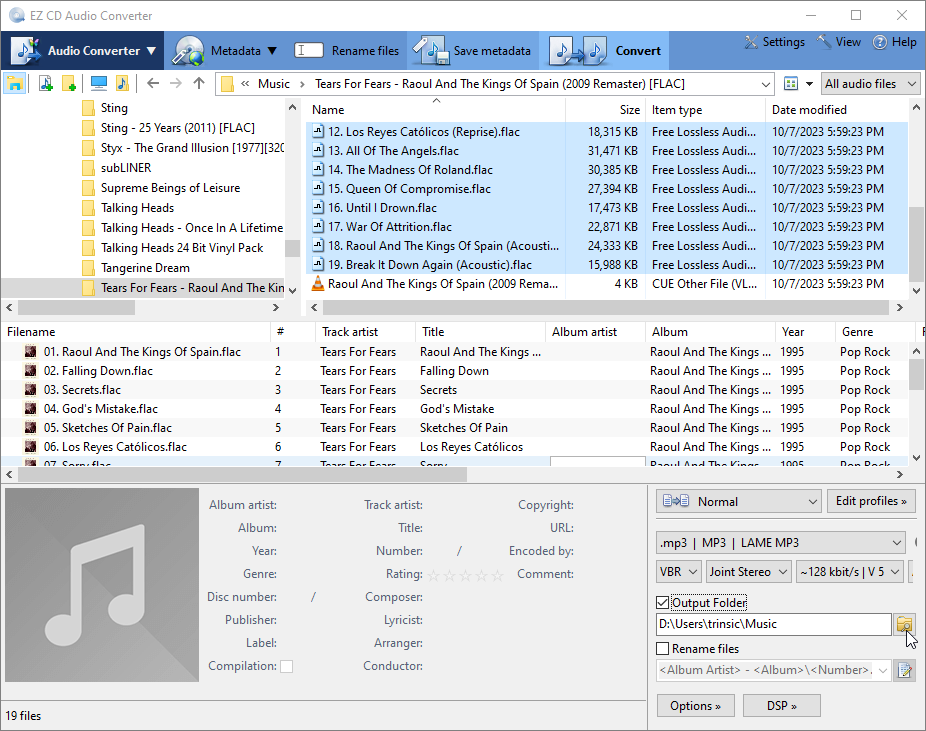 EZ CD Audio Converter
Audio Converter ▼ Metadata ▼ Rename files Save metadata Convert Settings View Help
« Music › Tears For Fears - Raoul And The Kings Of Spain (2009 Remaster) [FLAC] All audio files
Sting
Sting - 25 Years (2011) [FLAC]
Styx - The Grand Illusion [1977][320
subLINER
Supreme Beings of Leisure
Talking Heads
Talking Heads - Once In A Lifetime
Talking Heads 24 Bit Vinyl Pack
Tangerine Dream
Tears For Fears - Raoul And The Kin
Name Size Item type Date modified
12. Los Reyes Católicos (Reprise).flac 18,315 KB Free Lossless Audi... 10/7/2023 5:59:23 PM
13. All Of The Angels.flac 31,471 KB Free Lossless Audi... 10/7/2023 5:59:23 PM
14. The Madness Of Roland.flac 30,385 KB Free Lossless Audi... 10/7/2023 5:59:23 PM
15. Queen Of Compromise.flac 27,394 KB Free Lossless Audi... 10/7/2023 5:59:23 PM
16. Until I Drown.flac 17,473 KB Free Lossless Audi... 10/7/2023 5:59:23 PM
17. War Of Attrition.flac 22,871 KB Free Lossless Audi... 10/7/2023 5:59:23 PM
18. Raoul And The Kings Of Spain (Acousti... 24,333 KB Free Lossless Audi... 10/7/2023 5:59:23 PM
19. Break It Down Again (Acoustic).flac 15,988 KB Free Lossless Audi... 10/7/2023 5:59:23 PM
Raoul And The Kings Of Spain (2009 Rema... 4 KB CUE Other File (VL... 10/7/2023 5:59:23 PM
Filename # Track artist Title Album artist Album Year Genre
01. Raoul And The Kings Of Spain.flac 1 Tears For Fears Raoul And The Kings ... Raoul And The Kings ... 1995 Pop Rock
02. Falling Down.flac 2 Tears For Fears Falling Down Raoul And The Kings ... 1995 Pop Rock
03. Secrets.flac 3 Tears For Fears Secrets Raoul And The Kings ... 1995 Pop Rock
04. God's Mistake.flac 4 Tears For Fears God's Mistake Raoul And The Kings ... 1995 Pop Rock
05. Sketches Of Pain.flac 5 Tears For Fears Sketches Of Pain Raoul And The Kings ... 1995 Pop Rock
06. Los Reyes Católicos.flac 6 Tears For Fears Los Reyes Católicos Raoul And The Kings ... 1995 Pop Rock
07. Sorry.flac 7 Tears For Fears Sorry Raoul And The Kings ... 1995 Pop Rock
Album artist: Track artist: Copyright:
Album: Title: URL:
Year: Number: / Encoded by:
Genre: Rating: Comment:
Disc number: / Composer:
Publisher: Lyricist:
Label: Arranger:
Compilation: Conductor:
Normal Edit profiles »
.mp3 | MP3 | LAME MP3
VBR Joint Stereo ~128 kbit/s | V 5
Output Folder
D:\Users\trinsic\Music
Rename files
<Album Artist> - <Album>\<Number>.
Options » DSP »
19 files